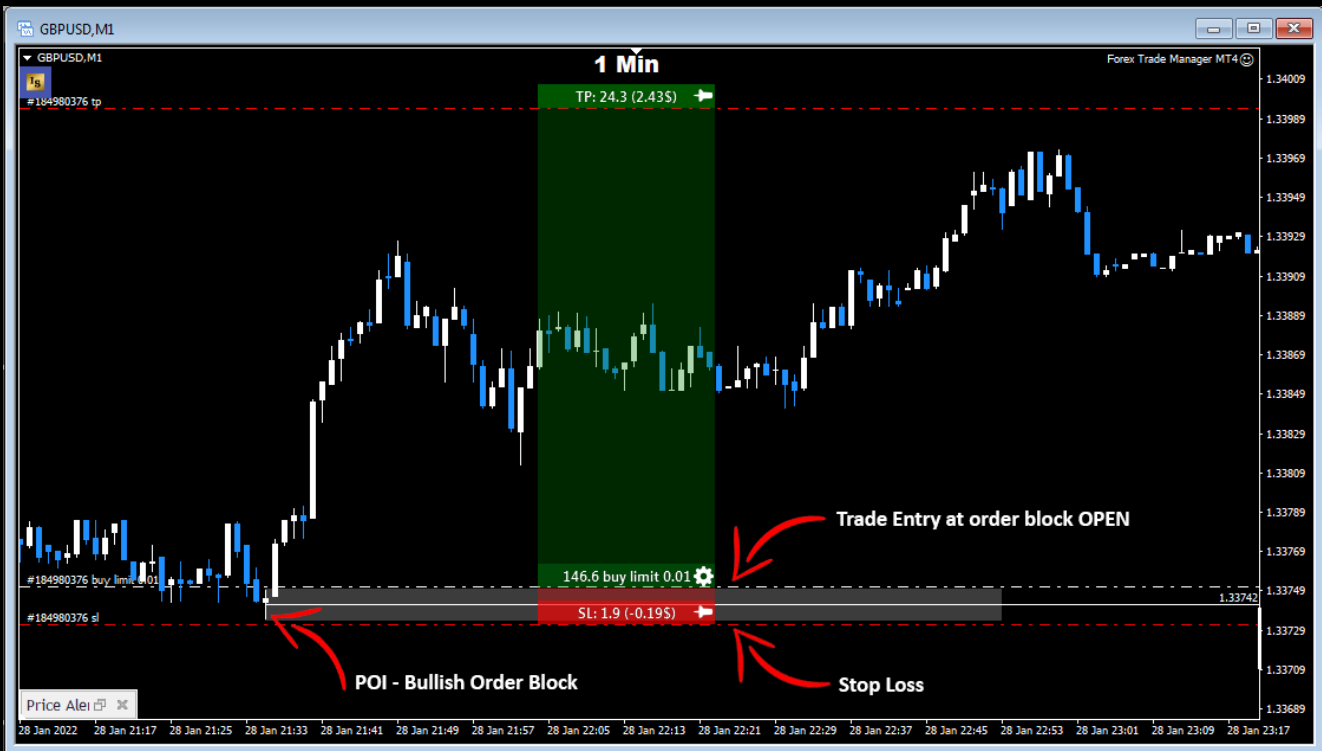 GBPUSD,M1
GBPUSD,M1
1 Min
Forex Trade Manager MT4
TS
1.34009
#184980376 tp
TP: 24.3 (2.43$)
1.33989
1.33969
1.33949
1.33929
1.33909
1.33889
1.33869
1.33849
1.33829
1.33809
Trade Entry at order block OPEN
1.33789
1.33769
#184980376 buy limit 0.01
146.6 buy limit 0.01
1.33749
1.33742
#184980376 sl
SL: 1.9 (-0.19$)
1.33729
POI - Bullish Order Block
Stop Loss
1.33709
Price Aler
1.33689
28 Jan 2022 28 Jan 21:17 28 Jan 21:25 28 Jan 21:33 28 Jan 21:41 28 Jan 21:49 28 Jan 21:57 28 Jan 22:05 28 Jan 22:13 28 Jan 22:21 28 Jan 22:29 28 Jan 22:37 28 Jan 22:45 28 Jan 22:53 28 Jan 23:01 28 Jan 23:09 28 Jan 23:17